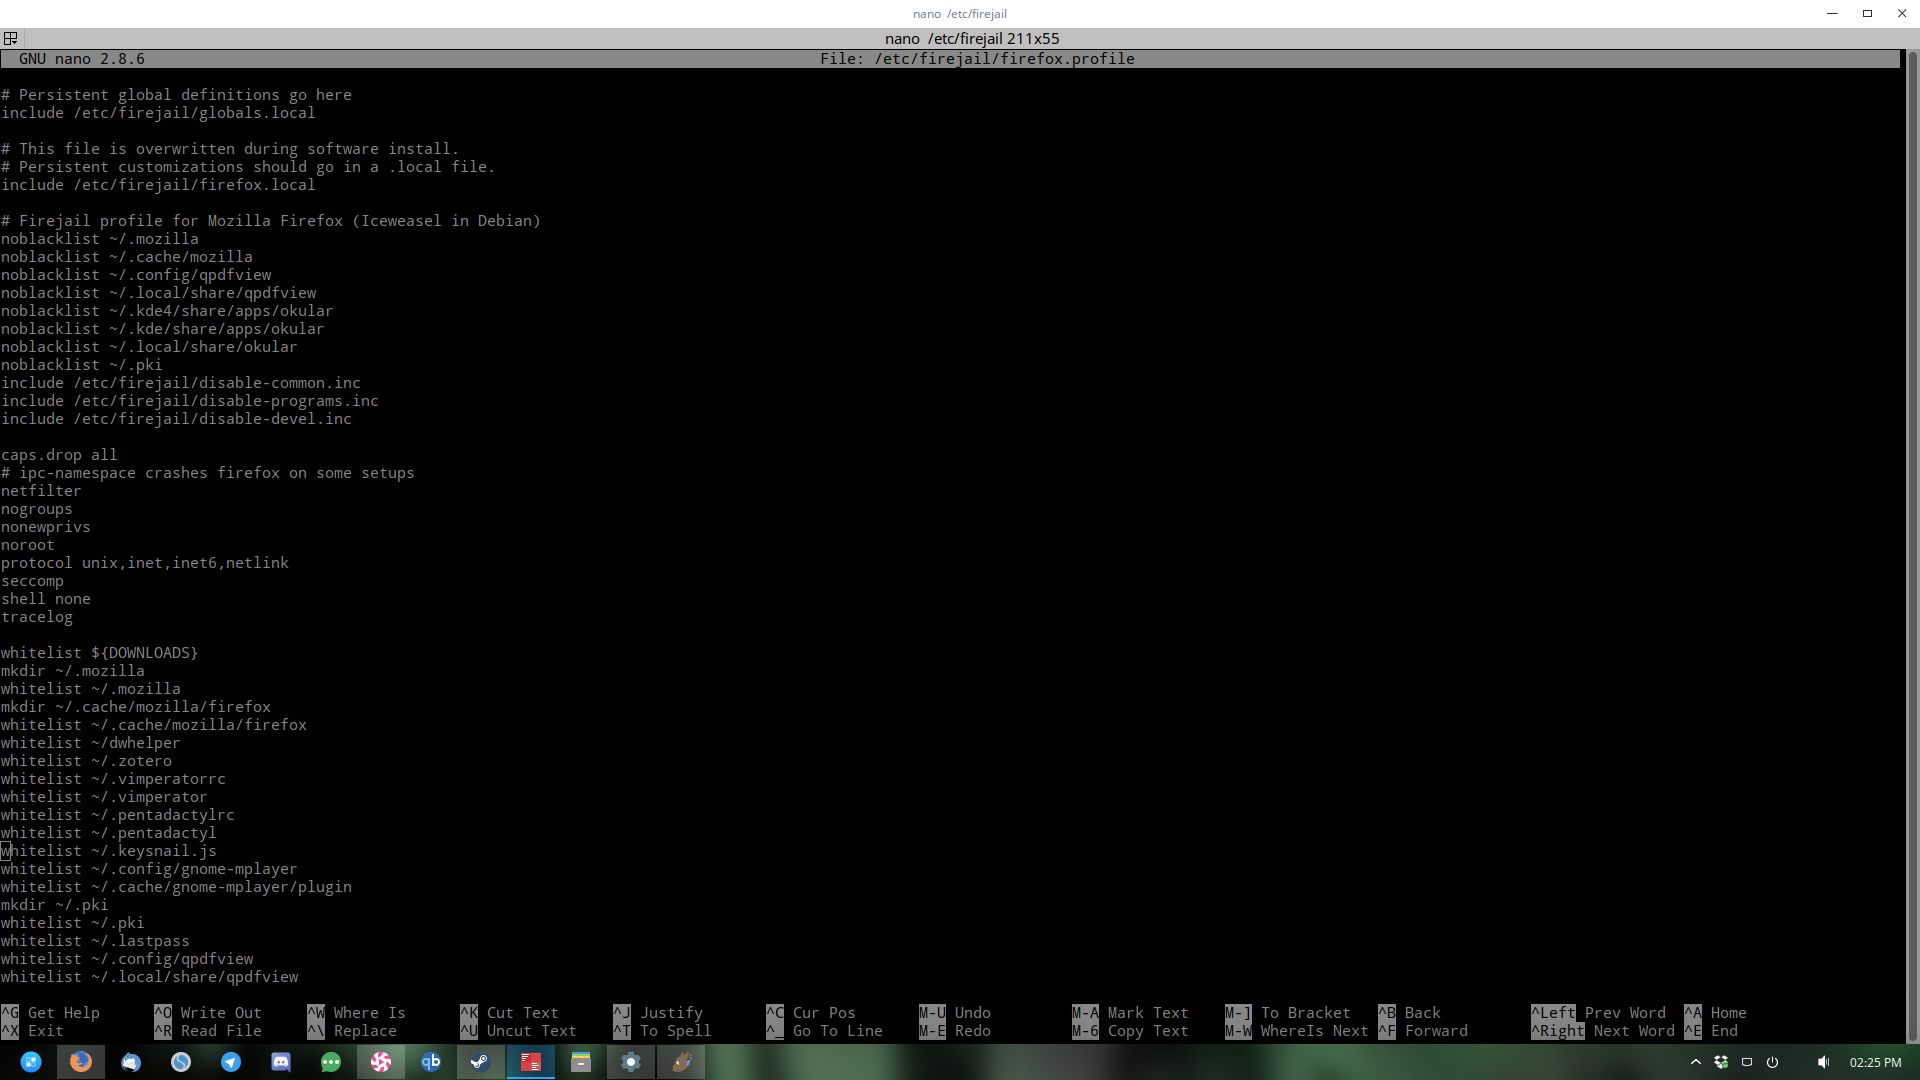 nano  /etc/firejail
nano  /etc/firejail 211x55
GNU nano 2.8.6 File: /etc/firejail/firefox.profile
# Persistent global definitions go here
include /etc/firejail/globals.local
# This file is overwritten during software install.
# Persistent customizations should go in a .local file.
include /etc/firejail/firefox.local
# Firejail profile for Mozilla Firefox (Iceweasel in Debian)
noblacklist ~/.mozilla
noblacklist ~/.cache/mozilla
noblacklist ~/.config/qpdfview
noblacklist ~/.local/share/qpdfview
noblacklist ~/.kde4/share/apps/okular
noblacklist ~/.kde/share/apps/okular
noblacklist ~/.local/share/okular
noblacklist ~/.pki
include /etc/firejail/disable-common.inc
include /etc/firejail/disable-programs.inc
include /etc/firejail/disable-devel.inc
caps.drop all
# ipc-namespace crashes firefox on some setups
netfilter
nogroups
nonewprivs
noroot
protocol unix,inet,inet6,netlink
seccomp
shell none
tracelog
whitelist ${DOWNLOADS}
mkdir ~/.mozilla
whitelist ~/.mozilla
mkdir ~/.cache/mozilla/firefox
whitelist ~/.cache/mozilla/firefox
whitelist ~/dwhelper
whitelist ~/.zotero
whitelist ~/.vimperatorrc
whitelist ~/.vimperator
whitelist ~/.pentadactylrc
whitelist ~/.pentadactyl
whitelist ~/.keysnail.js
whitelist ~/.config/gnome-mplayer
whitelist ~/.cache/gnome-mplayer/plugin
mkdir ~/.pki
whitelist ~/.pki
whitelist ~/.lastpass
whitelist ~/.config/qpdfview
whitelist ~/.local/share/qpdfview
^G Get Help ^O Write Out ^W Where Is ^K Cut Text ^J Justify ^C Cur Pos M-U Undo M-A Mark Text M-] To Bracket ^B Back ^Left Prev Word ^A Home
^X Exit ^R Read File ^\ Replace ^U Uncut Text ^T To Spell ^_ Go To Line M-E Redo M-6 Copy Text M-W WhereIs Next ^F Forward ^Right Next Word ^E End
qb
02:25 PM